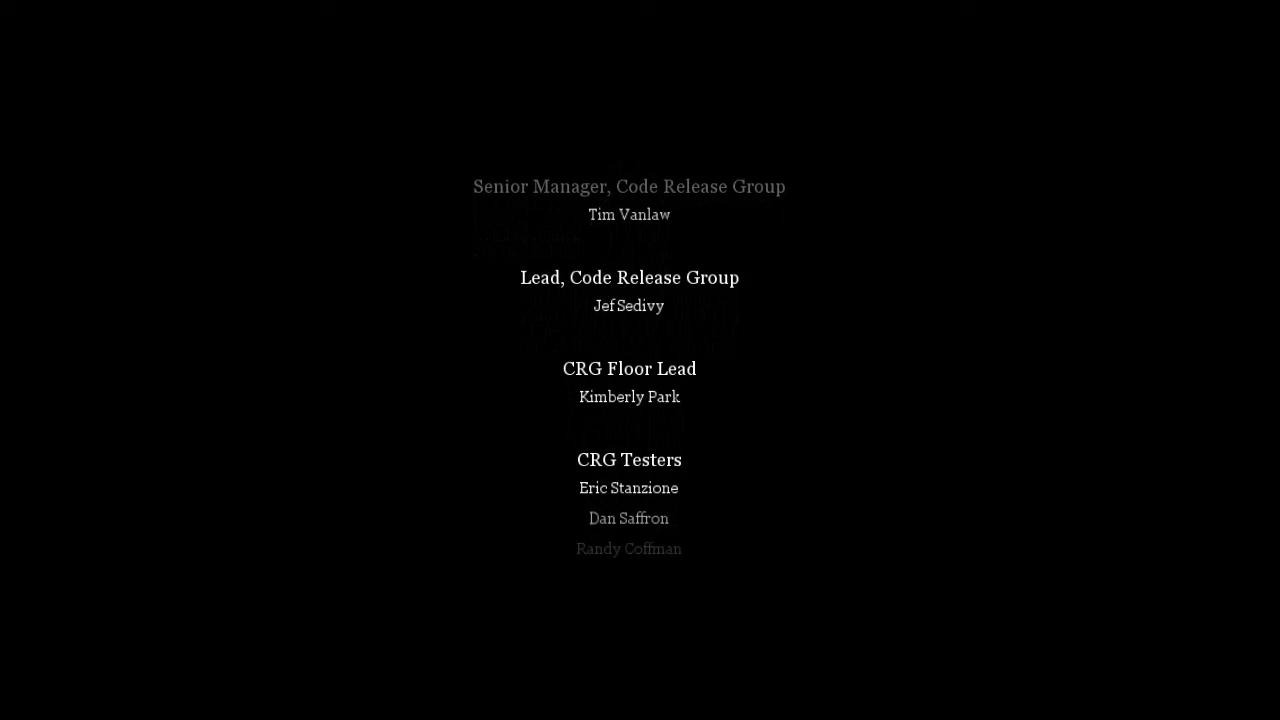 Senior Manager, Code Release Group
Tim Vanlaw
Lead, Code Release Group
Jef Sedivy
CRG Floor Lead
Kimberly Park
CRG Testers
Eric Stanzione
Dan Saffron
Randy Coffman